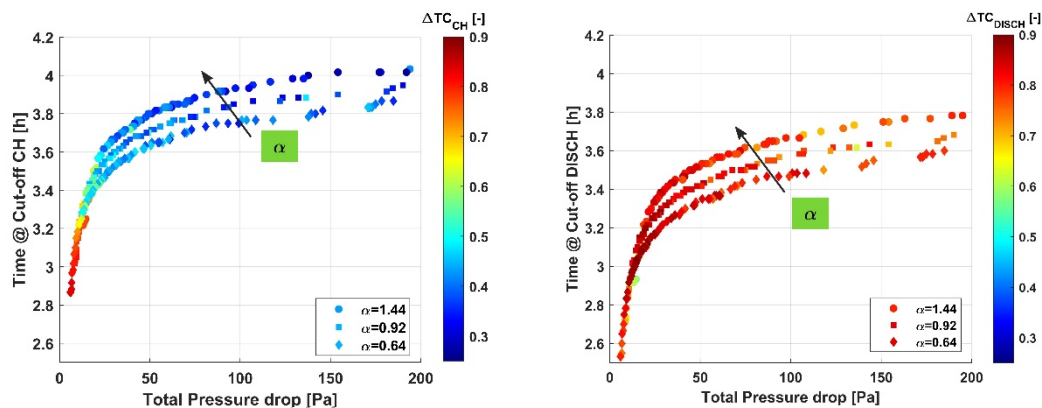 ΔTC_CH [-]
4.2
4
3.8
3.6
3.4
3.2
3
2.8
2.6
Time @ Cut-off CH [h]
α
α=1.44
α=0.92
α=0.64
0 50 100 150 200
Total Pressure drop [Pa]
0.9
0.8
0.7
0.6
0.5
0.4
0.3
ΔTC_DISCH [-]
4.2
4
3.8
3.6
3.4
3.2
3
2.8
2.6
Time @ Cut-off DISCH [h]
α
α=1.44
α=0.92
α=0.64
0 50 100 150 200
Total Pressure drop [Pa]
0.9
0.8
0.7
0.6
0.5
0.4
0.3